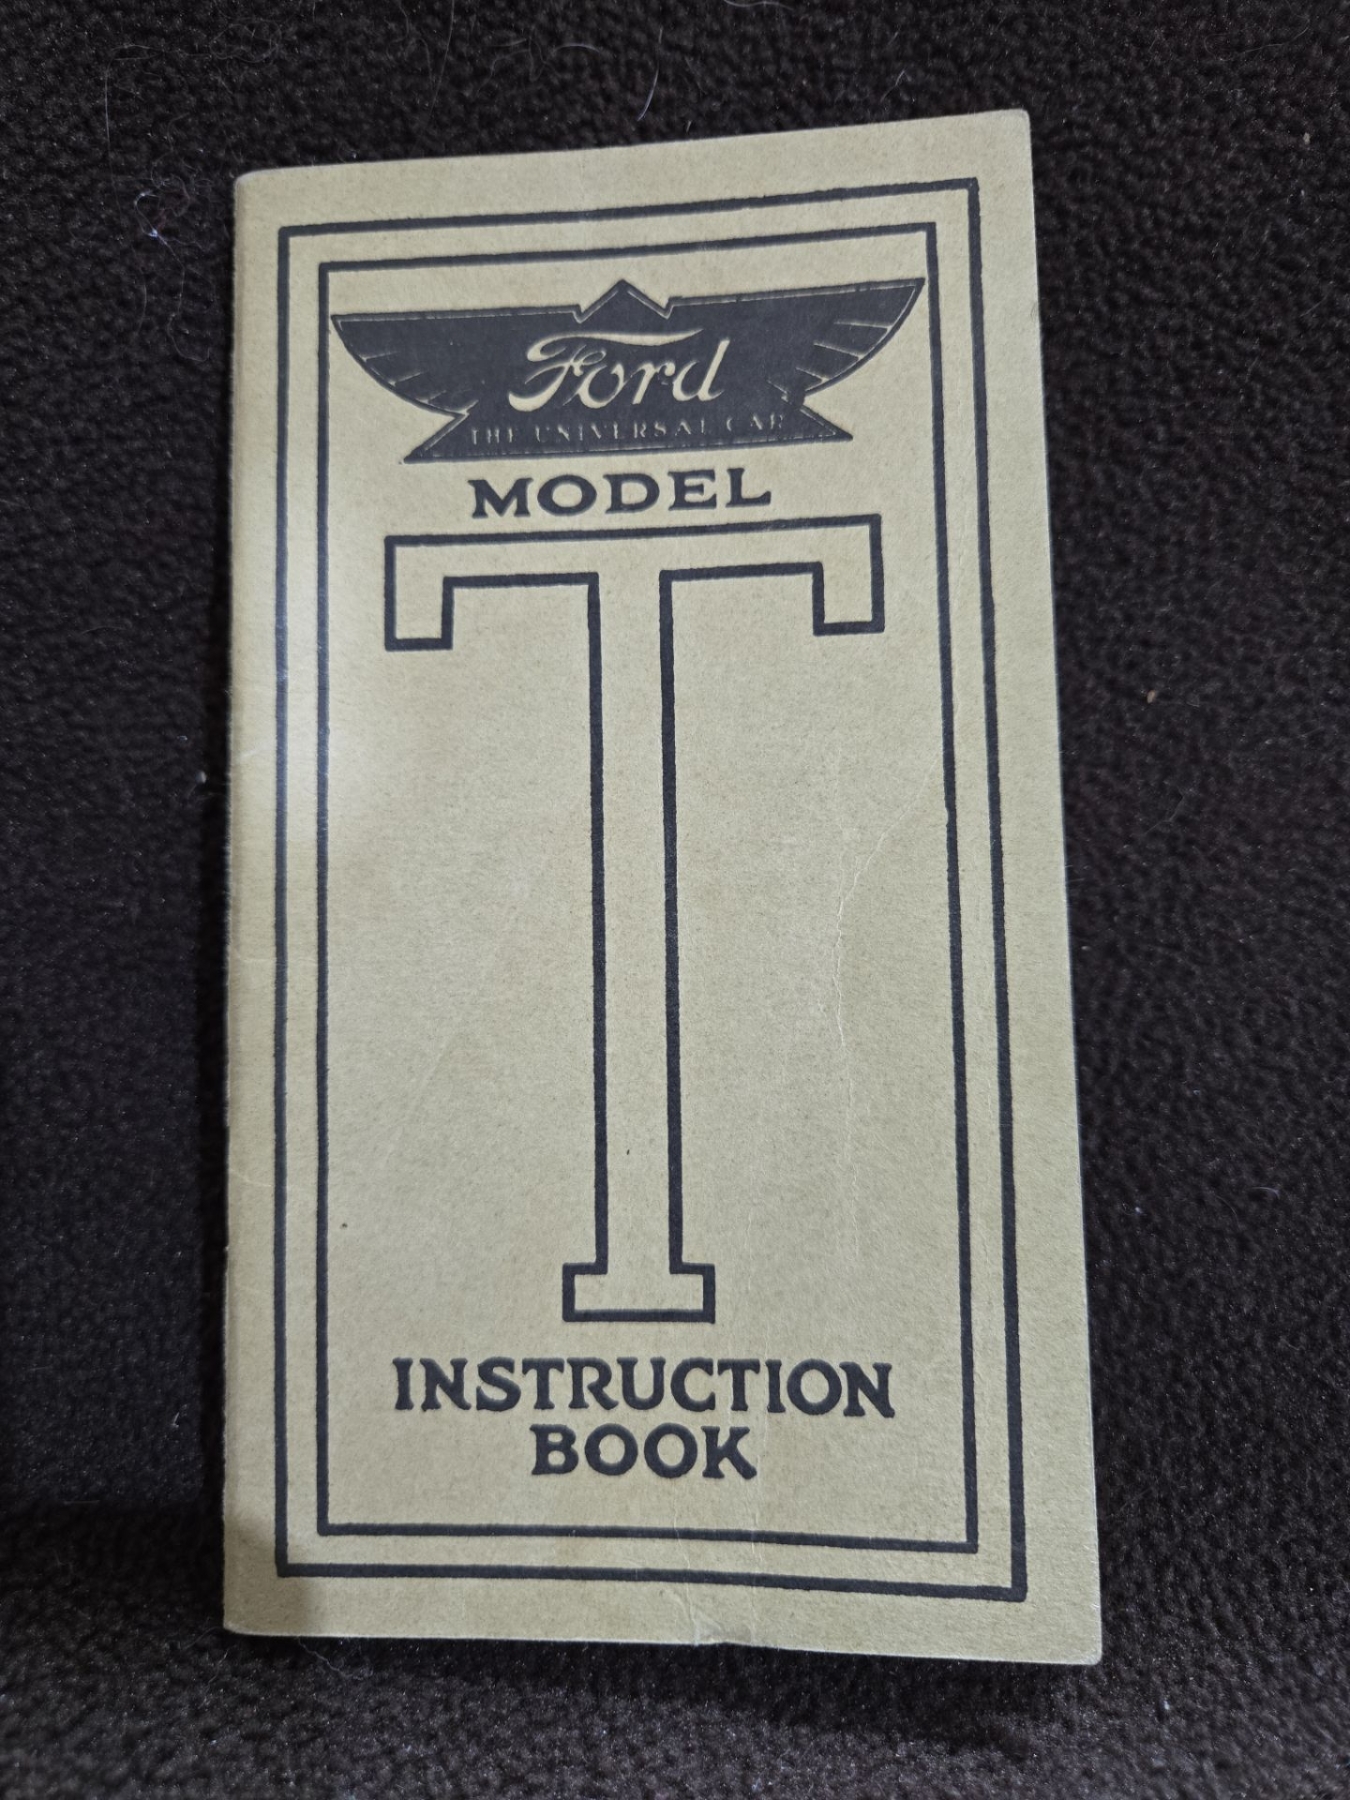 Ford
THE UNIVERSAL CAR
MODEL
T
INSTRUCTION
BOOK